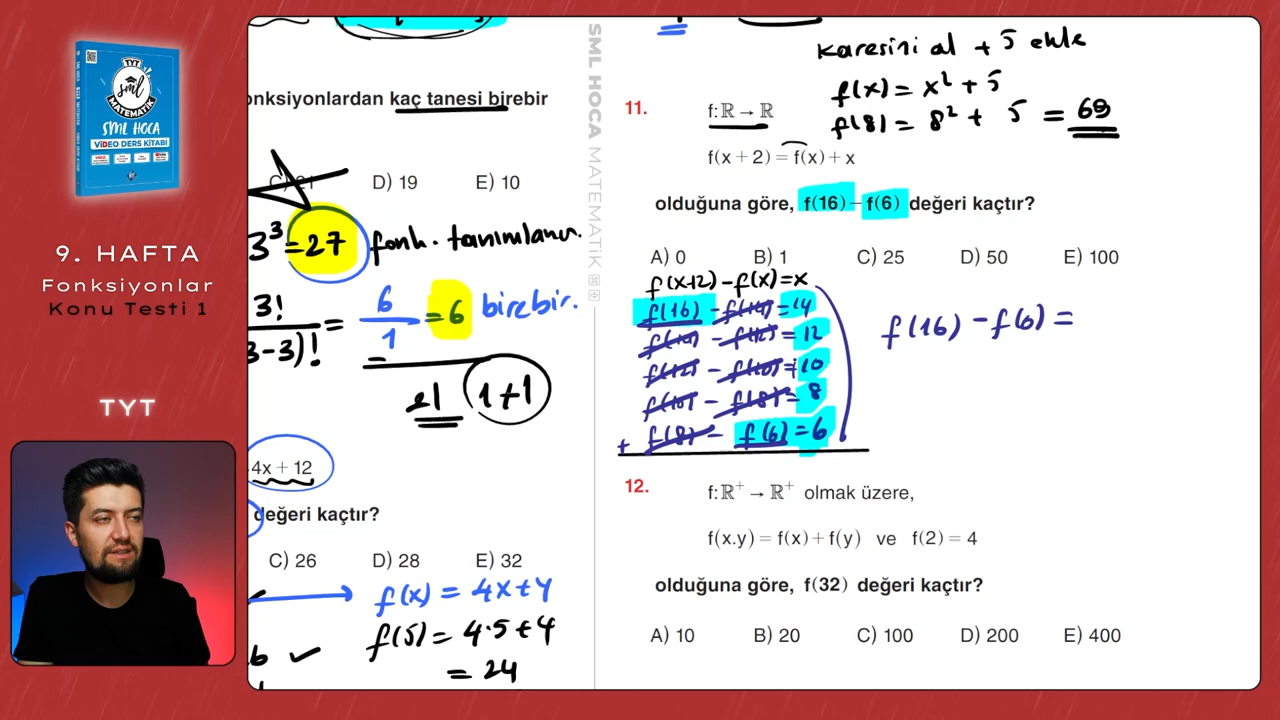 TYT
sml
MATEMATİK
SML HOCA
VİDEO DERS KİTABI
9. HAFTA
Fonksiyonlar
Konu Testi 1
TYT
onksiyonlardan kaç tanesi birebir
C) 21 D) 19 E) 10
3³ = 27 fonk. tanımlanır.
3!
(3-3)! = 6/1 = 6 birebir.
el 1+1
4x + 12
değeri kaçtır?
C) 26 D) 28 E) 32
f(x) = 4x+4
f(5) = 4.5+4
= 24
SML HOCA MATEMATİK
karesini al + 5 ekle
f(x) = x² + 5
f(8) = 8² + 5 = 69
11.
f: ℝ → ℝ
f(x + 2) = f(x) + x
olduğuna göre, f(16) – f(6) değeri kaçtır?
A) 0 B) 1 C) 25 D) 50 E) 100
f(x+2) - f(x) = x
f(16) - f(14) = 14
f(14) - f(12) = 12
f(12) - f(10) = 10
f(10) - f(8) = 8
+ f(8) - f(6) = 6
f(16) - f(6) =
12.
f: ℝ⁺ → ℝ⁺ olmak üzere,
f(x.y) = f(x) + f(y) ve f(2) = 4
olduğuna göre, f(32) değeri kaçtır?
A) 10 B) 20 C) 100 D) 200 E) 400